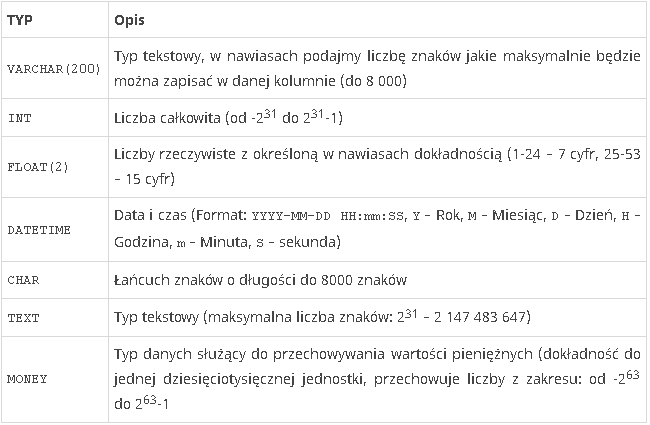 TYP Opis
VARCHAR(200) Typ tekstowy, w nawiasach podajmy liczbę znaków jakie maksymalnie będzie
można zapisać w danej kolumnie (do 8 000)
INT Liczba całkowita (od -2³¹ do 2³¹-1)
FLOAT(2) Liczby rzeczywiste z określoną w nawiasach dokładnością (1-24 – 7 cyfr, 25-53
– 15 cyfr)
DATETIME Data i czas (Format: YYYY-MM-DD HH:mm:SS, Y – Rok, M – Miesiąc, D – Dzień, H –
Godzina, m – Minuta, S – sekunda)
CHAR Łańcuch znaków o długości do 8000 znaków
TEXT Typ tekstowy (maksymalna liczba znaków: 2³¹ – 2 147 483 647)
MONEY Typ danych służący do przechowywania wartości pieniężnych (dokładność do
jednej dziesięciotysięcznej jednostki, przechowuje liczby z zakresu: od -2⁶³
do 2⁶³-1